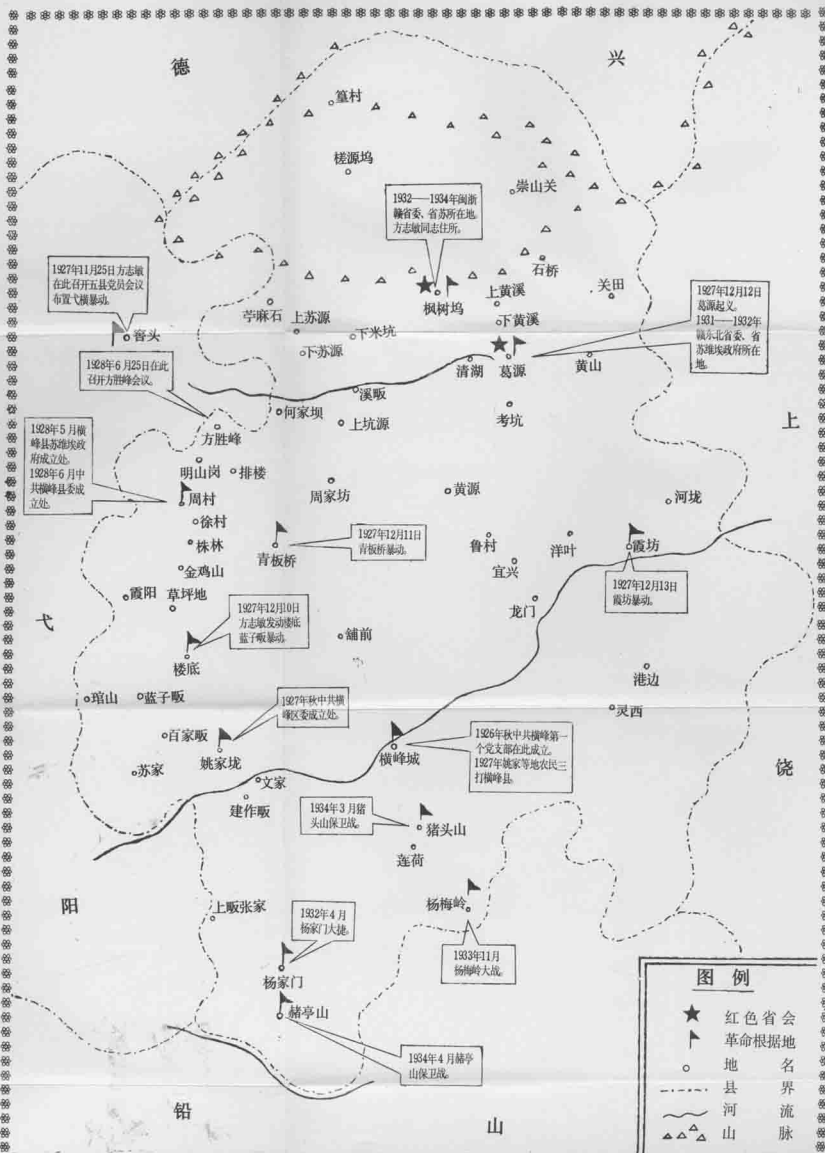 德
兴
篁村
槎源坞
崇山关
1932——1934年闽浙
赣省委、省苏所在地。
方志敏同志住所。
石桥
关田
1927年11月25日方志敏
在此召开五县党员会议
布置弋横暴动。
枫树坞
上黄溪
下黄溪
1927年12月12日
葛源起义。
1931——1932年
赣东北省委、省
苏维埃政府所在
地。
苎麻石
上苏源
下米坑
窖头
下苏源
清湖
葛源
黄山
1928年6月25日在此
召开方胜峰会议。
溪畈
何家坝
上坑源
考坑
方胜峰
上
1928年5月横
峰县苏维埃政
府成立处。
1928年6月中
共横峰县委成
立处。
明山岗
排楼
周家坊
黄源
河垅
周村
徐村
株林
青板桥
1927年12月11日
青板桥暴动。
鲁村
洋叶
霞坊
宜兴
金鸡山
1927年12月13日
霞坊暴动。
霞阳
草坪地
龙门
弋
1927年12月10日
方志敏发动楼底
蓝子畈暴动。
舖前
楼底
港边
琯山
蓝子畈
1927年秋中共横
峰区委成立处。
灵西
百家畈
姚家垅
横峰城
1926年秋中共横峰第一
个党支部在此成立。
1927年姚家等地农民三
打横峰县。
苏家
文家
饶
建作畈
1934年3月猪
头山保卫战。
猪头山
莲荷
阳
上畈张家
杨梅岭
1932年4月
杨家门大捷。
1933年11月
杨梅岭大战。
杨家门
赭亭山
1934年4月赭亭
山保卫战。
铅
山
图例
红色省会
革命根据地
地名
县界
河流
山脉